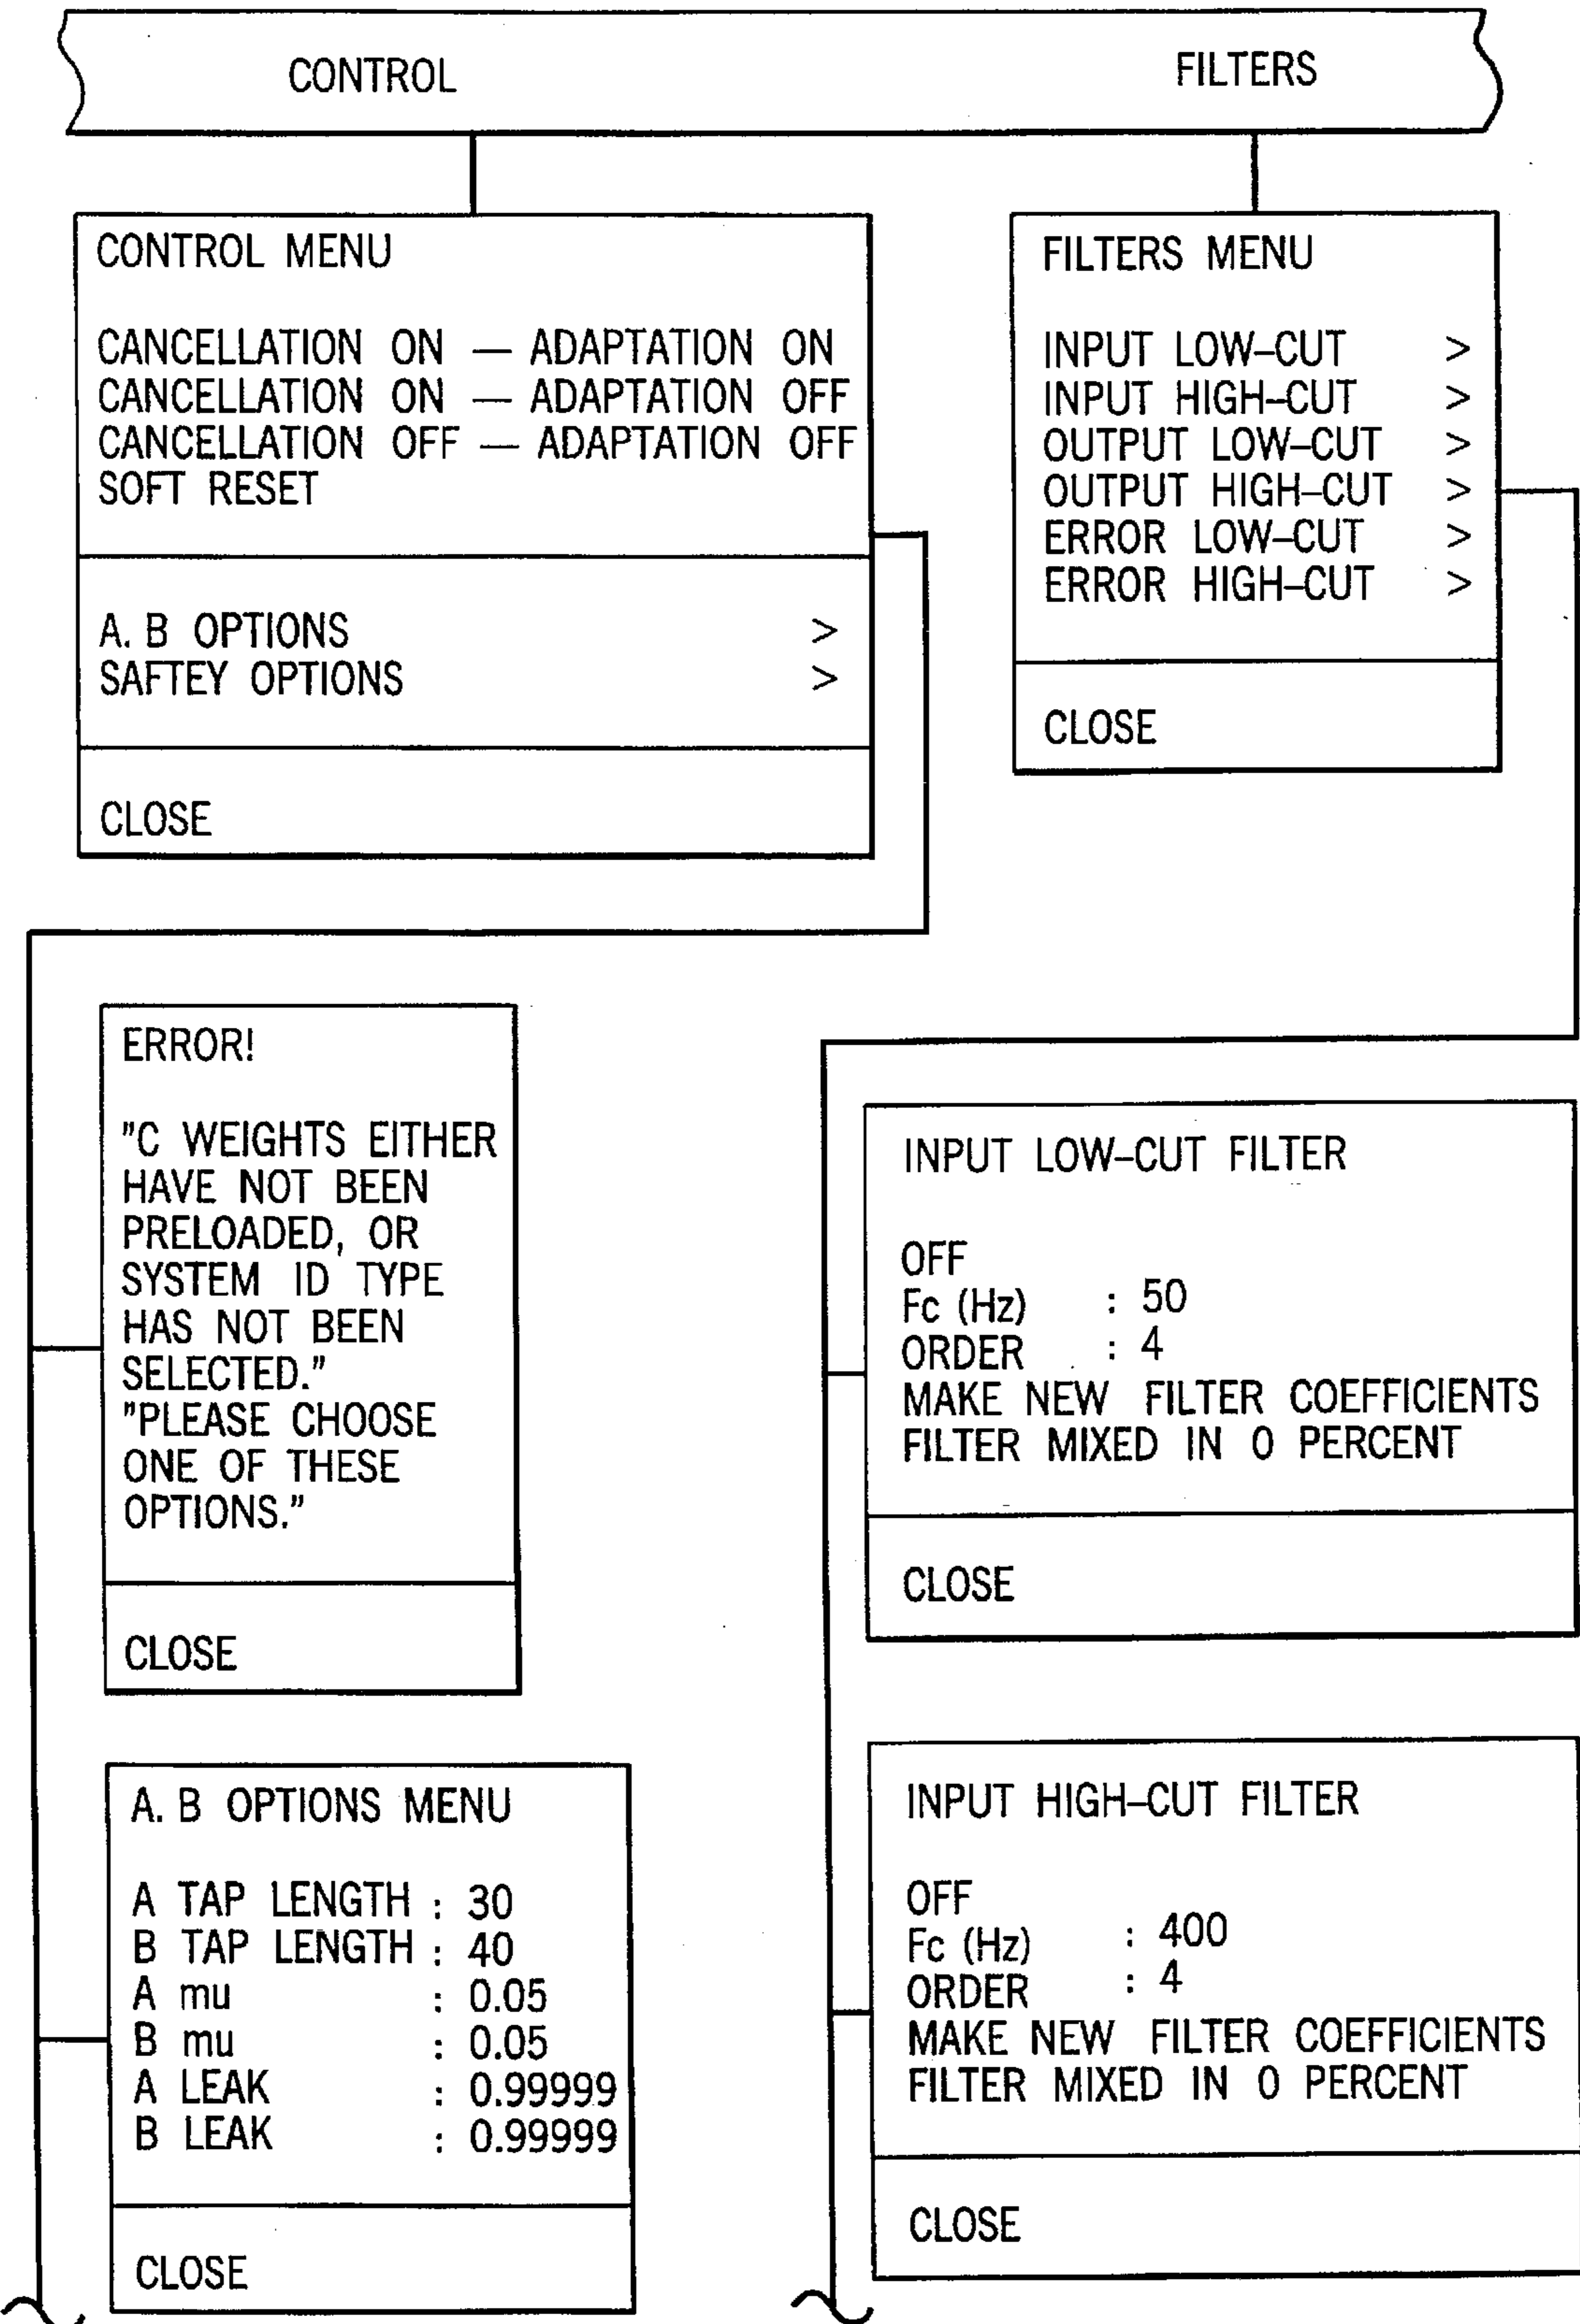 CONTROL FILTERS
CONTROL MENU
CANCELLATION ON — ADAPTATION ON
CANCELLATION ON — ADAPTATION OFF
CANCELLATION OFF — ADAPTATION OFF
SOFT RESET
A. B OPTIONS >
SAFTEY OPTIONS >
CLOSE
FILTERS MENU
INPUT LOW–CUT >
INPUT HIGH–CUT >
OUTPUT LOW–CUT >
OUTPUT HIGH–CUT >
ERROR LOW–CUT >
ERROR HIGH–CUT >
CLOSE
ERROR!
"C WEIGHTS EITHER
HAVE NOT BEEN
PRELOADED, OR
SYSTEM ID TYPE
HAS NOT BEEN
SELECTED."
"PLEASE CHOOSE
ONE OF THESE
OPTIONS."
CLOSE
A. B OPTIONS MENU
A TAP LENGTH : 30
B TAP LENGTH : 40
A mu : 0.05
B mu : 0.05
A LEAK : 0.99999
B LEAK : 0.99999
CLOSE
INPUT LOW–CUT FILTER
OFF
Fc (Hz) : 50
ORDER : 4
MAKE NEW FILTER COEFFICIENTS
FILTER MIXED IN 0 PERCENT
CLOSE
INPUT HIGH–CUT FILTER
OFF
Fc (Hz) : 400
ORDER : 4
MAKE NEW FILTER COEFFICIENTS
FILTER MIXED IN 0 PERCENT
CLOSE